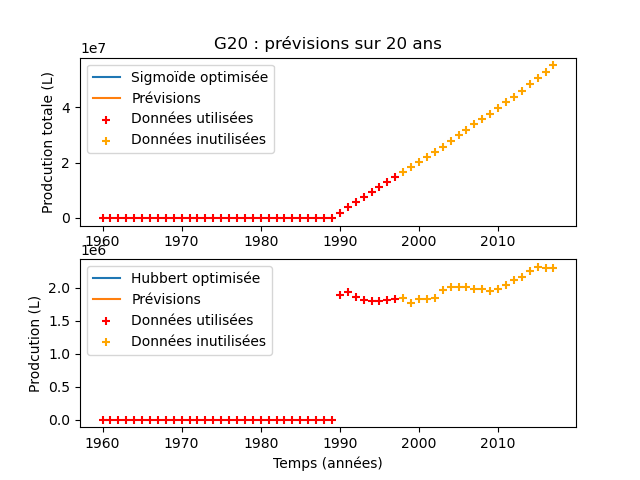 G20 : prévisions sur 20 ans
1e7
Prodcution totale (L)
4
2
0
Sigmoïde optimisée
Prévisions
Données utilisées
Données inutilisées
1960 1970 1980 1990 2000 2010
1e6
Prodcution (L)
2.0
1.5
1.0
0.5
0.0
Hubbert optimisée
Prévisions
Données utilisées
Données inutilisées
1960 1970 1980 1990 2000 2010
Temps (années)